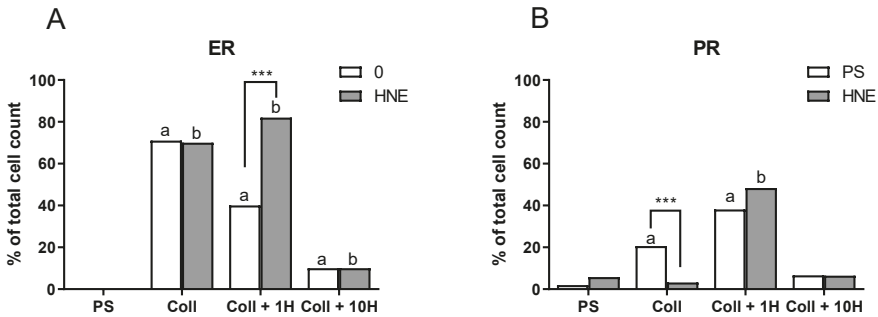 A
ER
% of total cell count
100
80
60
40
20
0
0
HNE
***
a b a b a b
PS Coll Coll + 1H Coll + 10H
B
PR
% of total cell count
100
80
60
40
20
0
PS
HNE
***
a a b
PS Coll Coll + 1H Coll + 10H